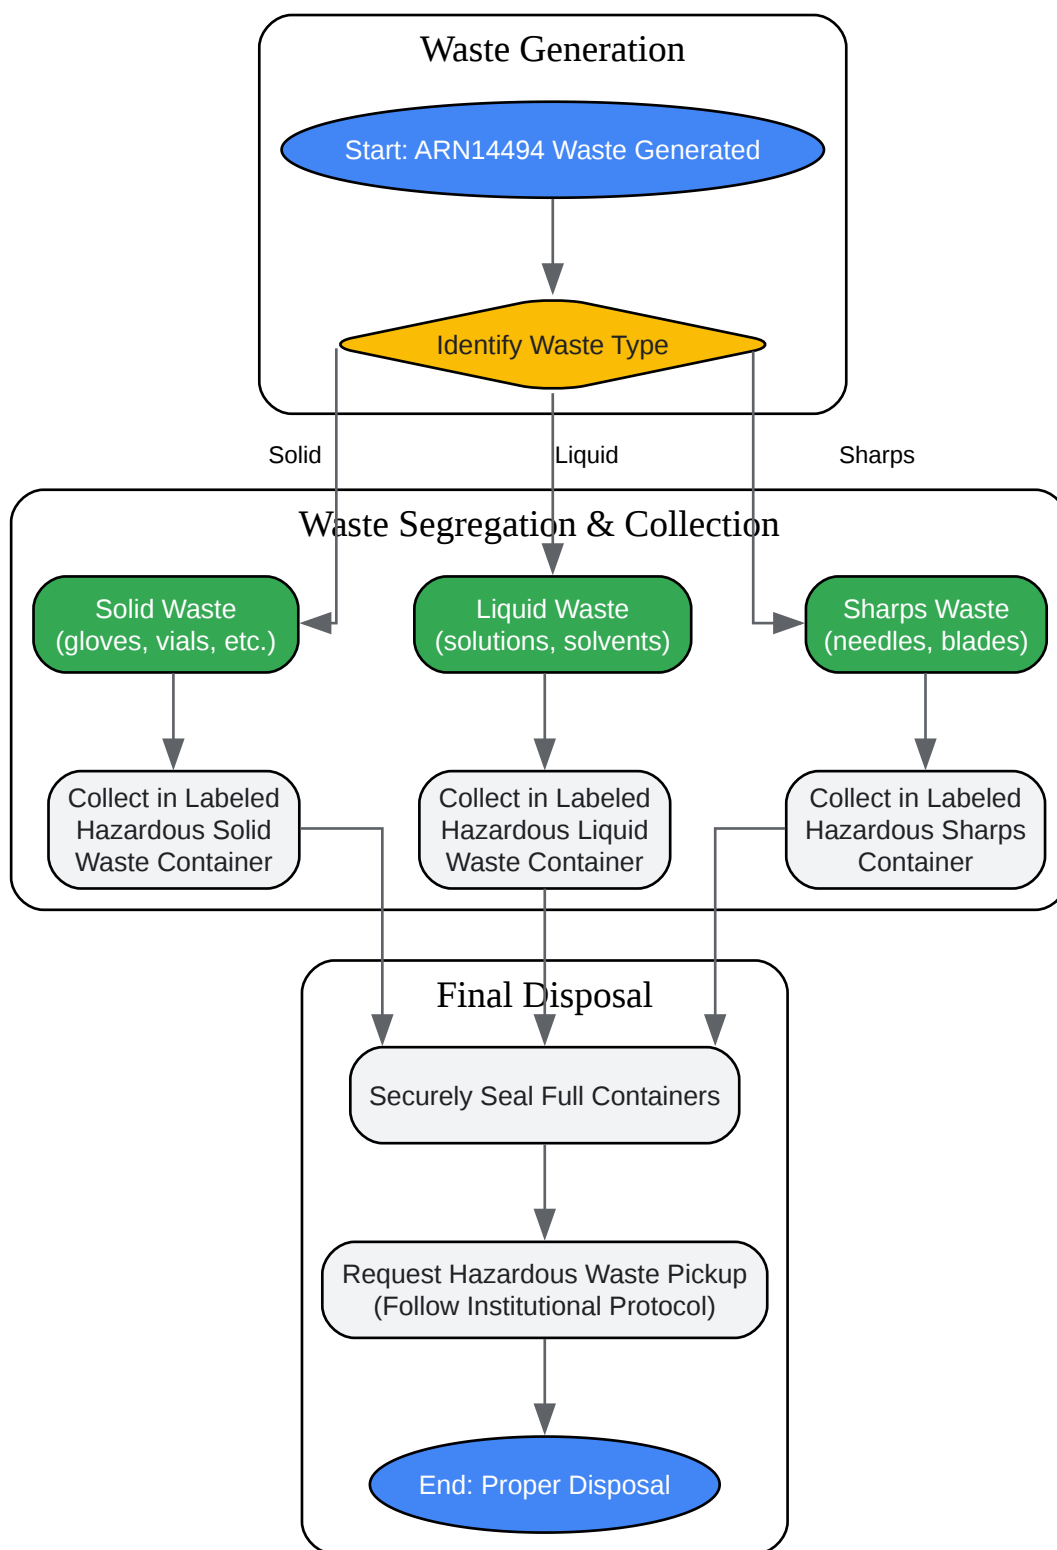 Waste Generation
Start: ARN14494 Waste Generated
Identify Waste Type
Solid
Liquid
Sharps
Waste Segregation & Collection
Solid Waste
(gloves, vials, etc.)
Liquid Waste
(solutions, solvents)
Sharps Waste
(needles, blades)
Collect in Labeled
Hazardous Solid
Waste Container
Collect in Labeled
Hazardous Liquid
Waste Container
Collect in Labeled
Hazardous Sharps
Container
Final Disposal
Securely Seal Full Containers
Request Hazardous Waste Pickup
(Follow Institutional Protocol)
End: Proper Disposal